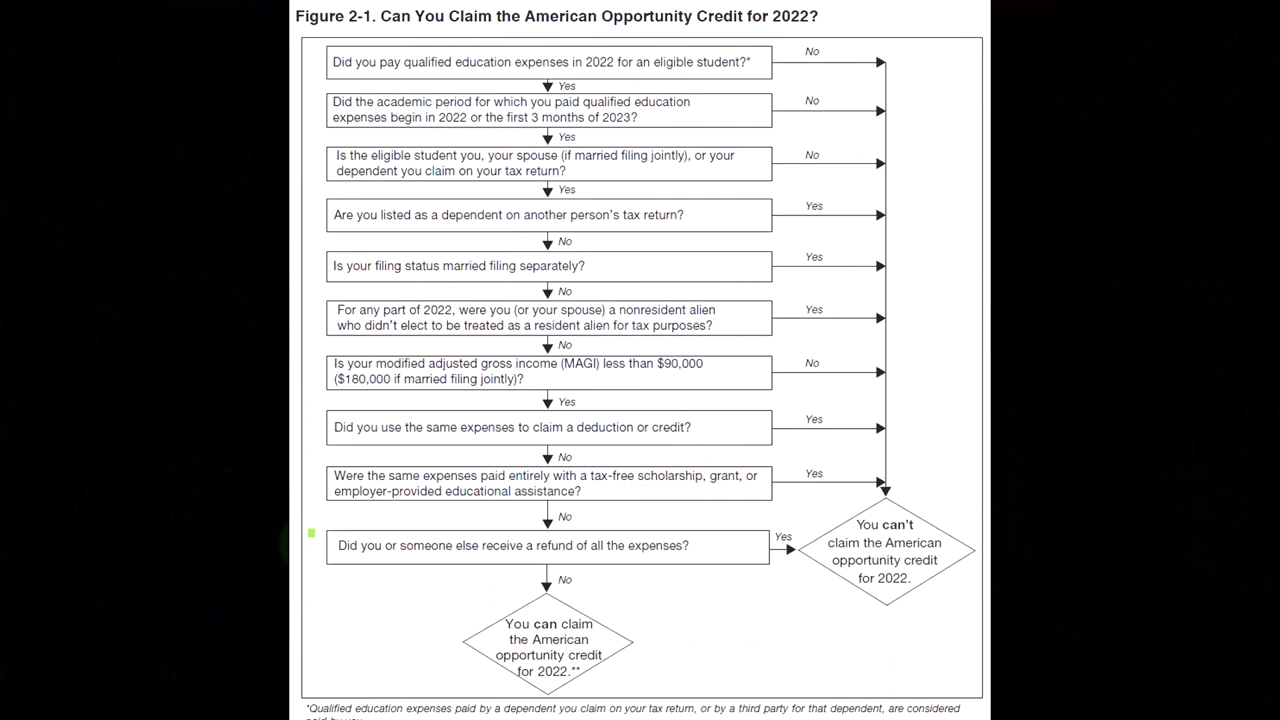 Figure 2-1. Can You Claim the American Opportunity Credit for 2022?
Did you pay qualified education expenses in 2022 for an eligible student?*
No
Yes
Did the academic period for which you paid qualified education
expenses begin in 2022 or the first 3 months of 2023?
No
Yes
Is the eligible student you, your spouse (if married filing jointly), or your
dependent you claim on your tax return?
No
Yes
Are you listed as a dependent on another person's tax return?
Yes
No
Is your filing status married filing separately?
Yes
No
For any part of 2022, were you (or your spouse) a nonresident alien
who didn't elect to be treated as a resident alien for tax purposes?
Yes
No
Is your modified adjusted gross income (MAGI) less than $90,000
($180,000 if married filing jointly)?
No
Yes
Did you use the same expenses to claim a deduction or credit?
Yes
No
Were the same expenses paid entirely with a tax-free scholarship, grant, or
employer-provided educational assistance?
Yes
No
Did you or someone else receive a refund of all the expenses?
Yes
No
You can't
claim the American
opportunity credit
for 2022.
You can claim
the American
opportunity credit
for 2022.**
*Qualified education expenses paid by a dependent you claim on your tax return, or by a third party for that dependent, are considered